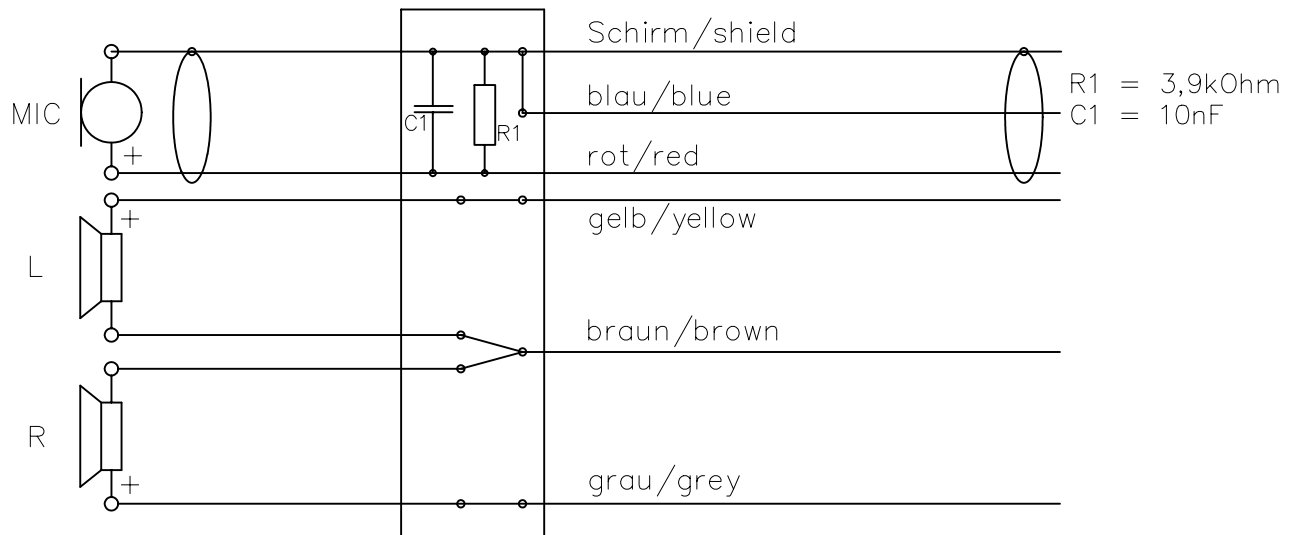 Schirm/shield
MIC
+
C1
R1
blau/blue
rot/red
R1 = 3,9kOhm
C1 = 10nF
+
gelb/yellow
L
braun/brown
R
+
grau/grey